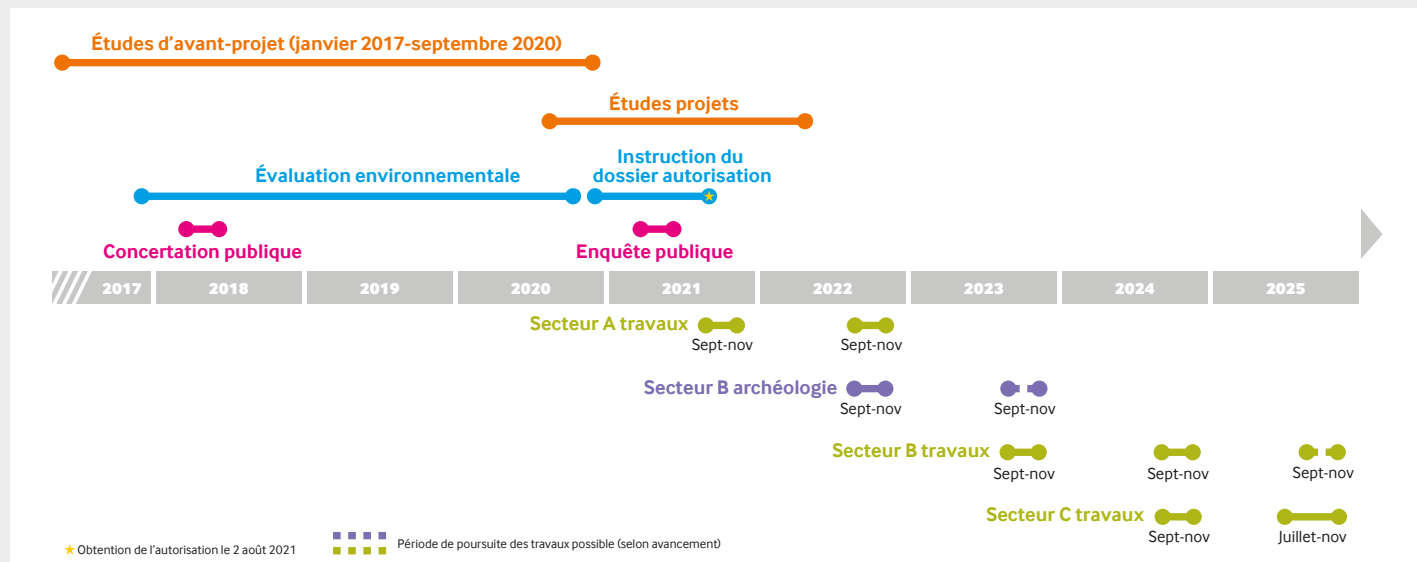 Études d'avant-projet (janvier 2017-septembre 2020)
Études projets
Évaluation environnementale
Instruction du
dossier autorisation
Concertation publique
Enquête publique
2017 2018 2019 2020 2021 2022 2023 2024 2025
Secteur A travaux
Sept-nov
Sept-nov
Secteur B archéologie
Sept-nov
Sept-nov
Secteur B travaux
Sept-nov
Sept-nov
Sept-nov
Secteur C travaux
Sept-nov
Juillet-nov
Obtention de l'autorisation le 2 août 2021
Période de poursuite des travaux possible (selon avancement)